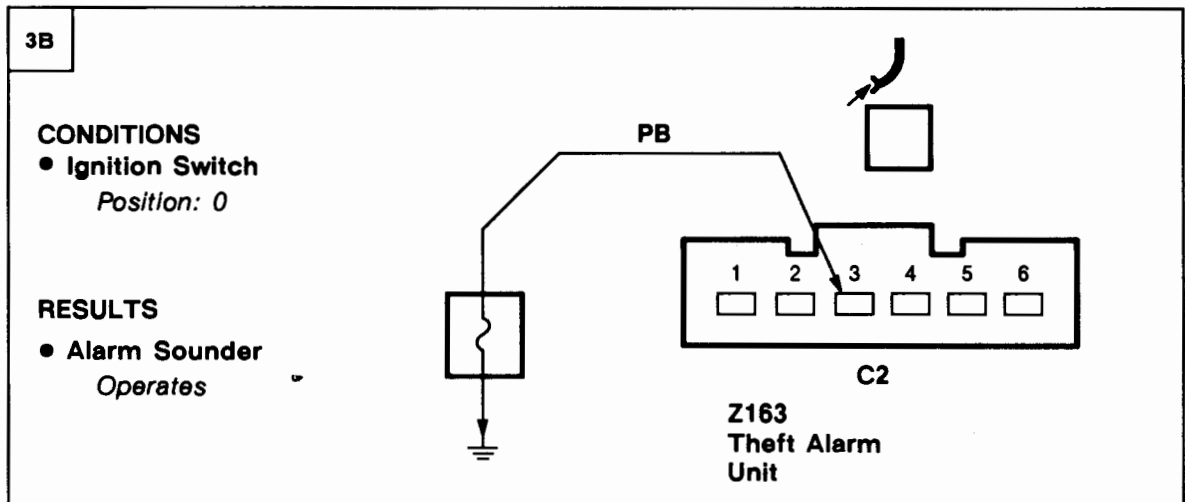 3B
CONDITIONS
● Ignition Switch
Position: 0
RESULTS
● Alarm Sounder
Operates
PB
1 2 3 4 5 6
C2
Z163
Theft Alarm
Unit